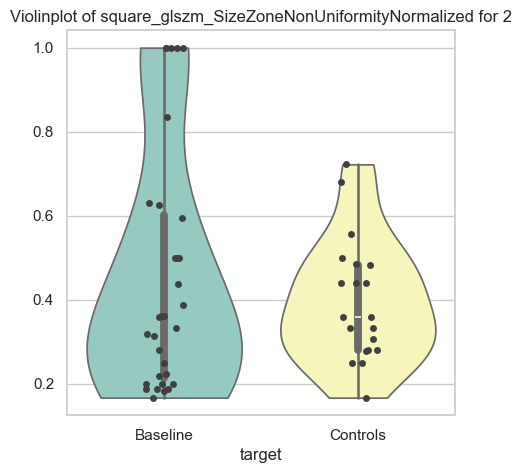 Violinplot of square_glszm_SizeZoneNonUniformityNormalized for 2
1.0
0.8
0.6
0.4
0.2
Baseline Controls
target